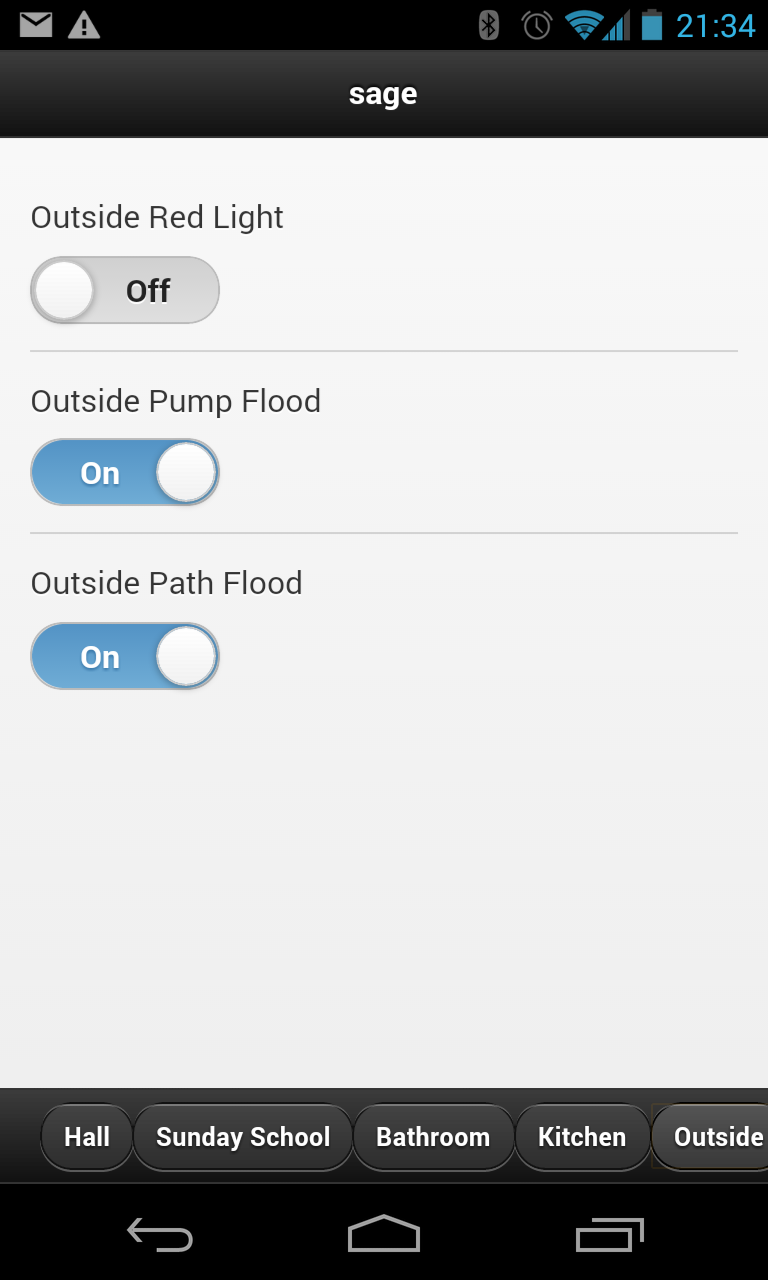 21:34
sage
Outside Red Light
Off
Outside Pump Flood
On
Outside Path Flood
On
Hall Sunday School Bathroom Kitchen Outside